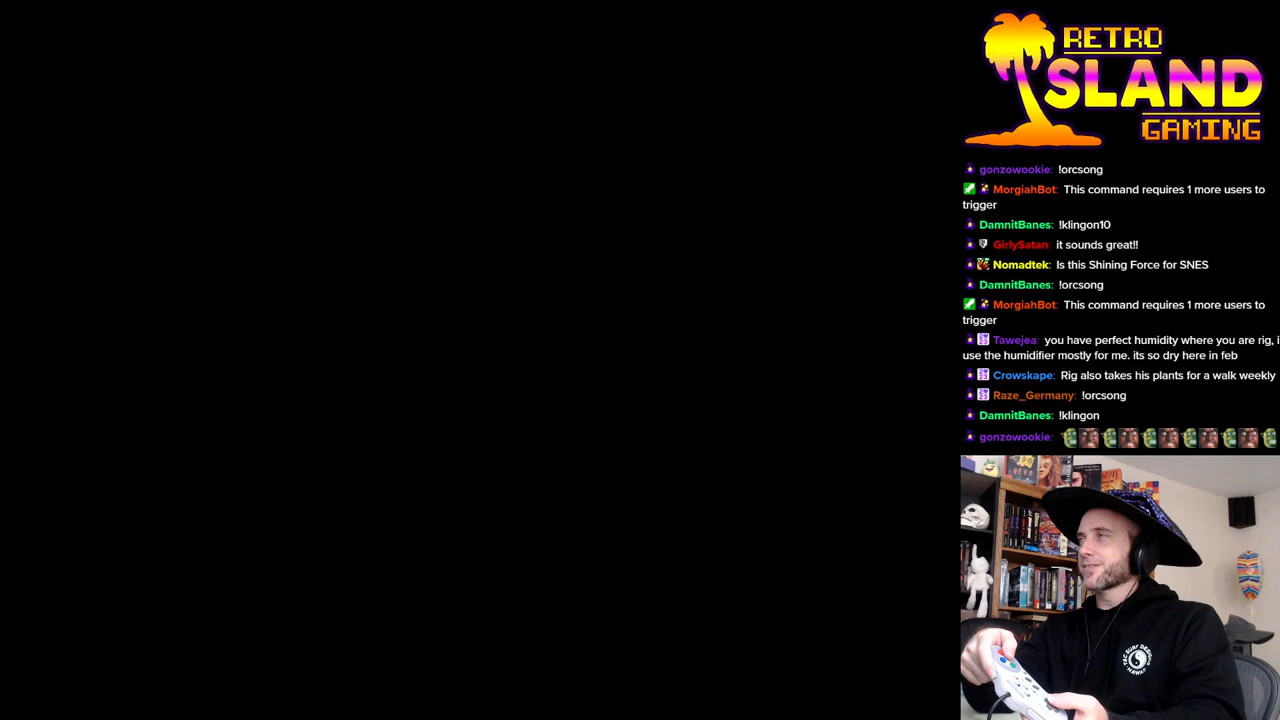 RETRO
ISLAND
GAMING
gonzowookie: !orcsong
MorgiahBot: This command requires 1 more users to
trigger
DamnitBanes: !klingon10
GirlySatan: it sounds great!!
Nomadtek: Is this Shining Force for SNES
DamnitBanes: !orcsong
MorgiahBot: This command requires 1 more users to
trigger
Tawejea: you have perfect humidity where you are rig, i
use the humidifier mostly for me. its so dry here in feb
Crowskape: Rig also takes his plants for a walk weekly
Raze_Germany: !orcsong
DamnitBanes: !klingon
gonzowookie: